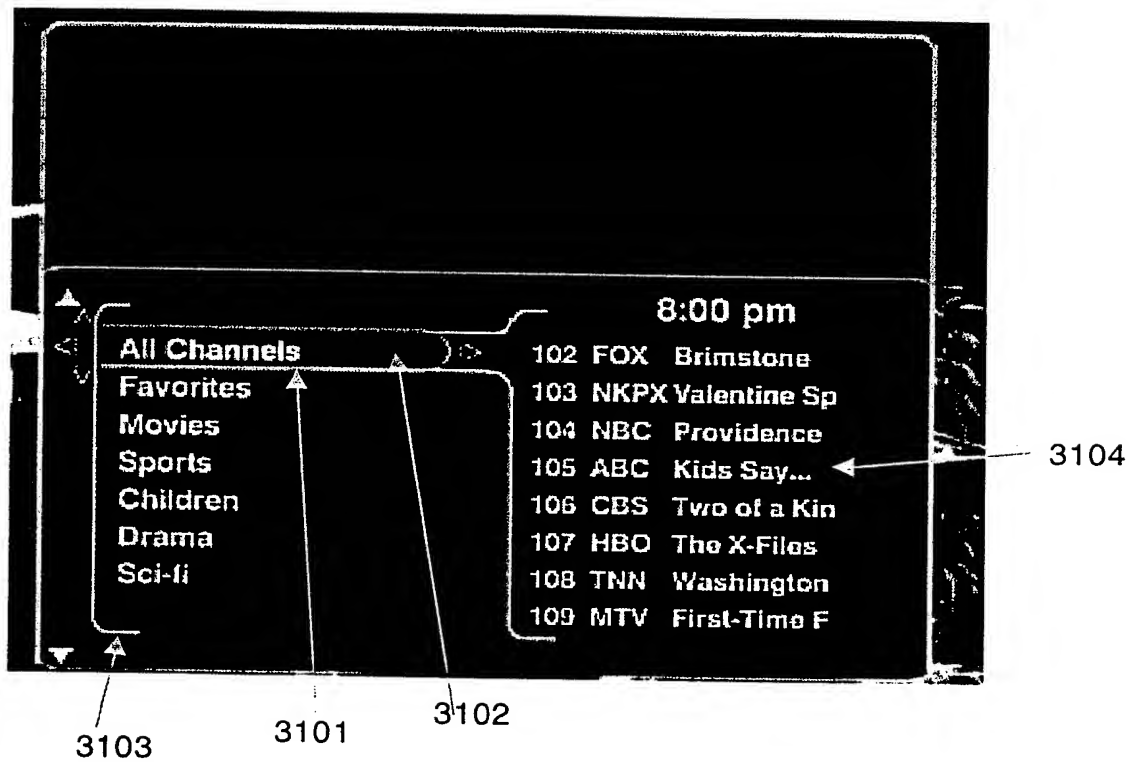 8:00 pm
All Channels
Favorites
Movies
Sports
Children
Drama
Sci-fi
102 FOX Brimstone
103 NKPX Valentine Sp
104 NBC Providence
105 ABC Kids Say...
106 CBS Two of a Kin
107 HBO The X-Files
108 TNN Washington
109 MTV First-Time F
3104
3103
3101
3102